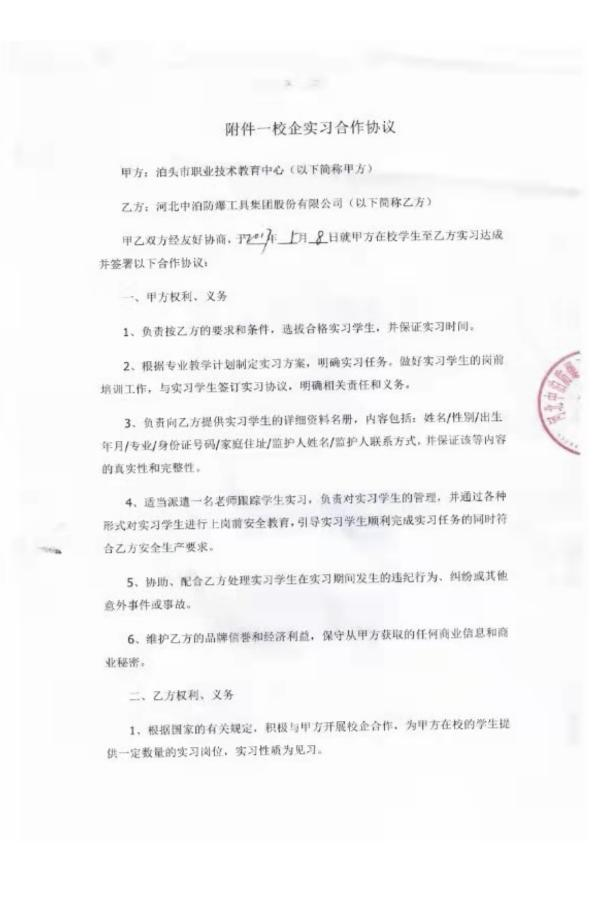 附件一校企实习合作协议
甲方：泊头市职业技术教育中心（以下简称甲方）
乙方：河北中泊防爆工具集团股份有限公司（以下简称乙方）
甲乙双方经友好协商，于2017年 5月 8日就甲方在校学生至乙方实习达成
并签署以下合作协议：
一、甲方权利、义务
1、负责按乙方的要求和条件，选拔合格实习学生，并保证实习时间。
2、根据专业教学计划制定实习方案，明确实习任务。做好实习学生的岗前
培训工作，与实习学生签订实习协议，明确相关责任和义务。
3、负责向乙方提供实习学生的详细资料名册，内容包括：姓名/性别/出生
年月/专业/身份证号码/家庭住址/监护人姓名/监护人联系方式，并保证该等内容
的真实性和完整性。
4、适当派遣一名老师跟踪学生实习，负责对实习学生的管理，并通过各种
形式对实习学生进行上岗前安全教育，引导实习学生顺利完成实习任务的同时符
合乙方安全生产要求。
5、协助、配合乙方处理实习学生在实习期间发生的违纪行为、纠纷或其他
意外事件或事故。
6、维护乙方的品牌信誉和经济利益，保守从甲方获取的任何商业信息和商
业秘密。
二、乙方权利、义务
1、根据国家的有关规定，积极与甲方开展校企合作，为甲方在校的学生提
供一定数量的实习岗位，实习性质为见习。
河北中泊防